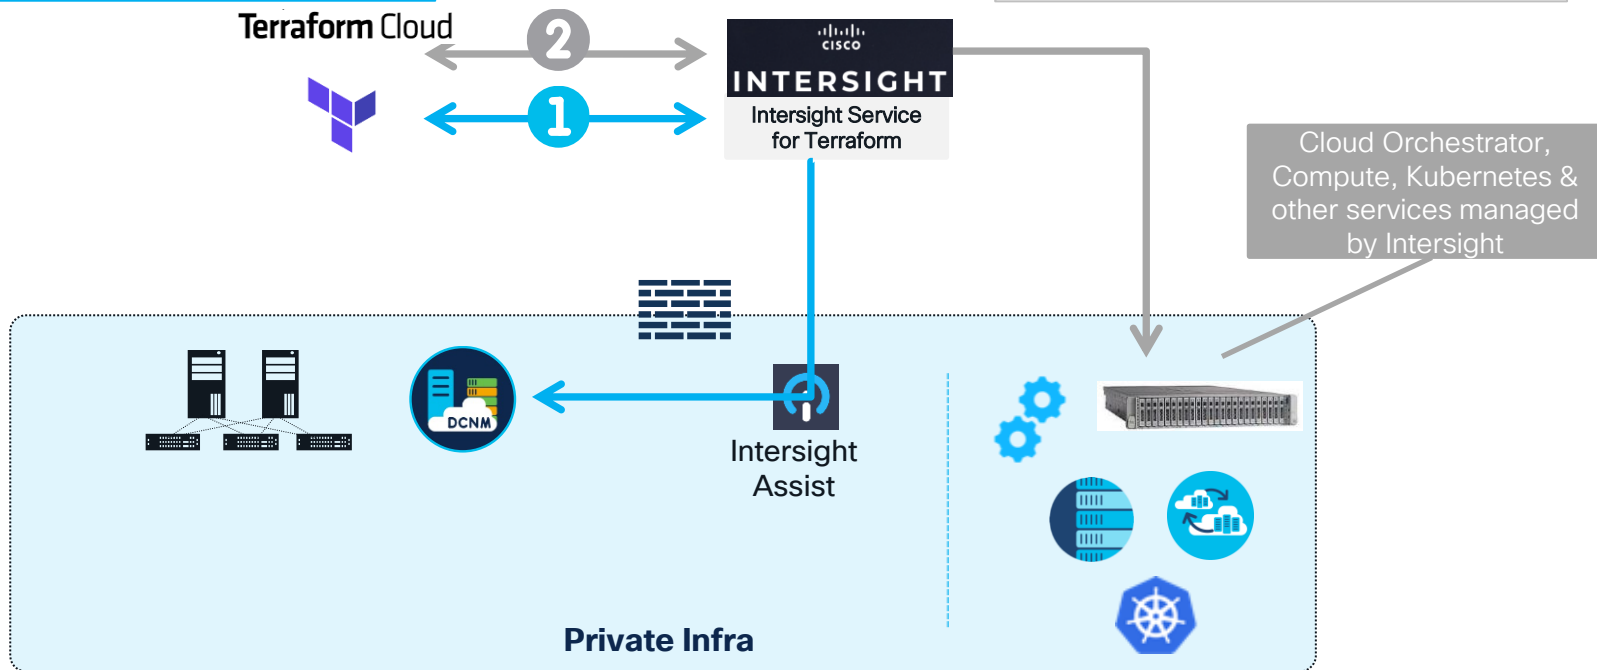 Terraform Cloud
2
1
CISCO
INTERSIGHT
Intersight Service
for Terraform
Cloud Orchestrator,
Compute, Kubernetes &
other services managed
by Intersight
DCNM
Intersight
Assist
Private Infra